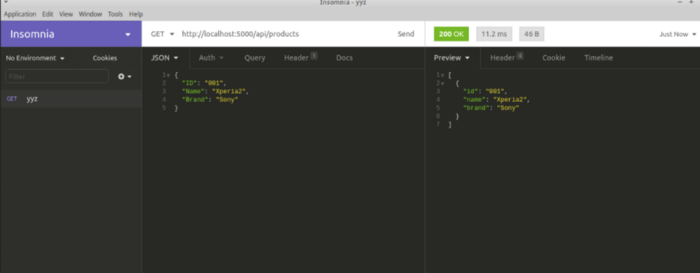 Insomnia - yyz
Application Edit View Window Tools Help
Insomnia
GET http://localhost:5000/api/products Send
200 OK 11.2 ms 46 B Just Now
No Environment Cookies
JSON Auth Query Header 1 Docs
Preview Header Cookie Timeline
Filter
GET yyz
1 {
2 "ID": "001",
3 "Name": "Xperia2",
4 "Brand": "Sony"
5 }
1 [
2 {
3 "id": "001",
4 "name": "Xperia2",
5 "brand": "Sony"
6 }
7 ]